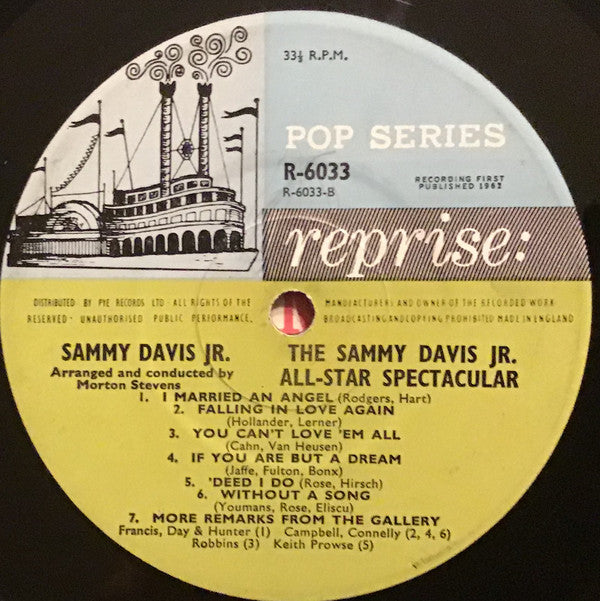 33⅓ R.P.M.
POP SERIES
R-6033
R-6033-B
RECORDING FIRST
PUBLISHED 1962
reprise:
DISTRIBUTED BY PYE RECORDS LTD ALL RIGHTS OF THE MANUFACTURERS AND OWNER OF THE RECORDED WORK
RESERVED - UNAUTHORISED PUBLIC PERFORMANCE, BROADCASTING AND COPYING PROHIBITED MADE IN ENGLAND
SAMMY DAVIS JR.
Arranged and conducted by
Morton Stevens
THE SAMMY DAVIS JR.
ALL-STAR SPECTACULAR
1. I MARRIED AN ANGEL (Rodgers, Hart)
2. FALLING IN LOVE AGAIN
(Hollander, Lerner)
3. YOU CAN'T LOVE 'EM ALL
(Cahn, Van Heusen)
4. IF YOU ARE BUT A DREAM
(Jaffe, Fulton, Bonx)
5. 'DEED I DO (Rose, Hirsch)
6. WITHOUT A SONG
(Youmans, Rose, Eliscu)
7. MORE REMARKS FROM THE GALLERY
Francis, Day & Hunter (1) Campbell, Connelly (2, 4, 6)
Robbins (3) Keith Prowse (5)